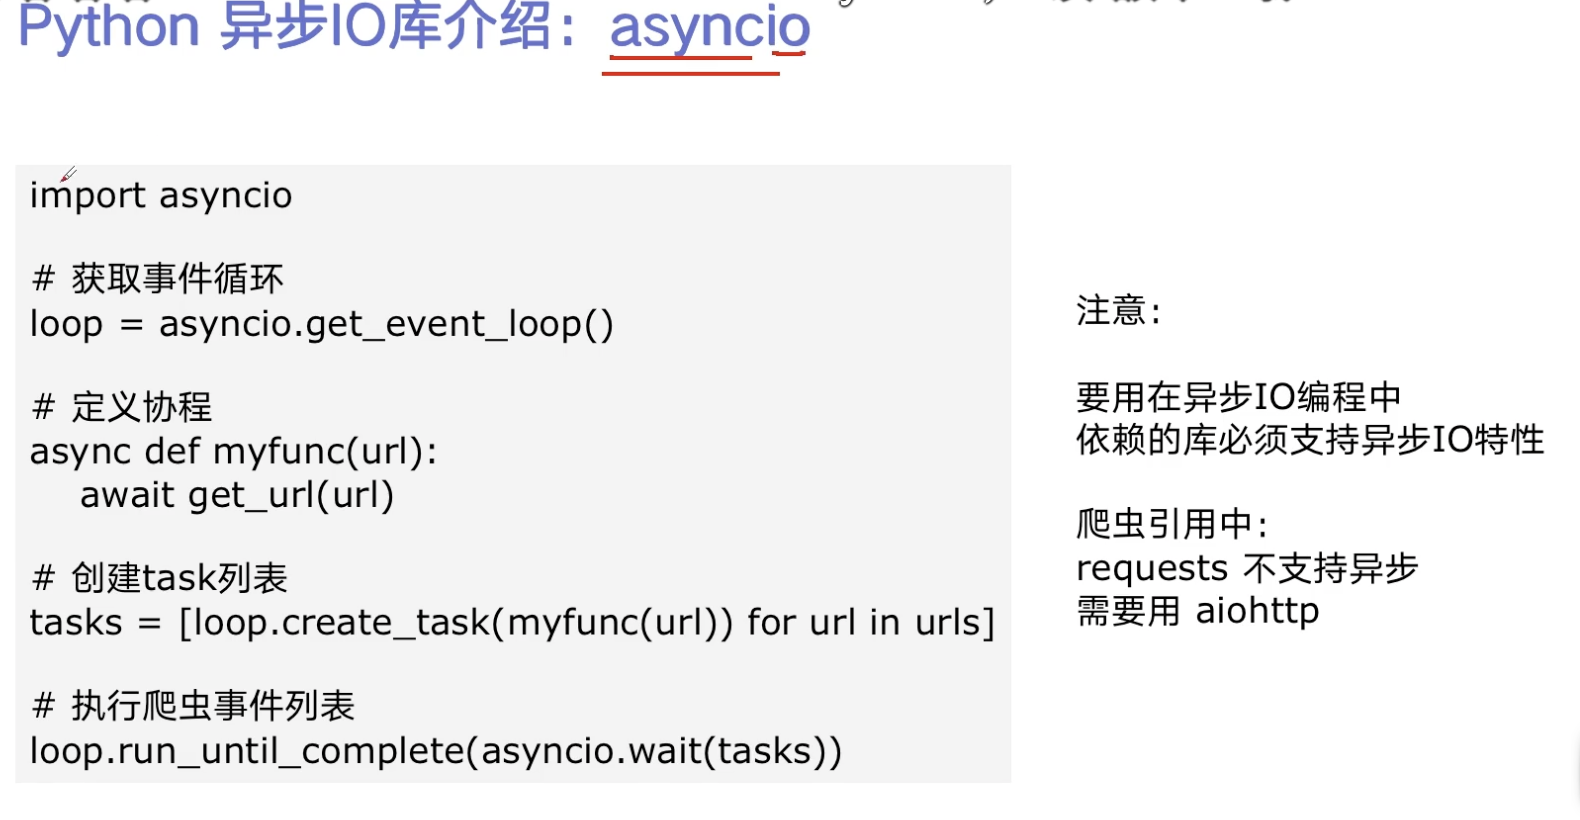 Python 异步IO库介绍：asyncio
import asyncio
# 获取事件循环
loop = asyncio.get_event_loop()
# 定义协程
async def myfunc(url):
    await get_url(url)
# 创建task列表
tasks = [loop.create_task(myfunc(url)) for url in urls]
# 执行爬虫事件列表
loop.run_until_complete(asyncio.wait(tasks))
注意：
要用在异步IO编程中
依赖的库必须支持异步IO特性
爬虫引用中：
requests 不支持异步
需要用 aiohttp